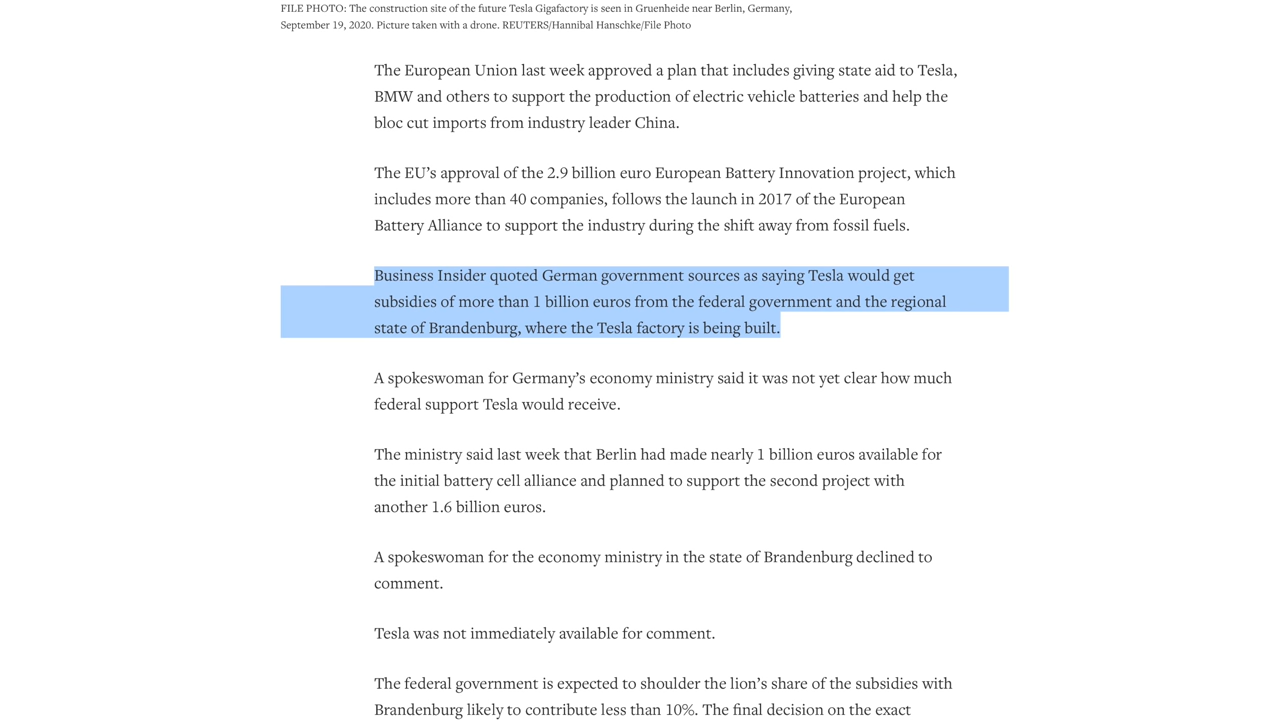 FILE PHOTO: The construction site of the future Tesla Gigafactory is seen in Gruenheide near Berlin, Germany,
September 19, 2020. Picture taken with a drone. REUTERS/Hannibal Hanschke/File Photo
The European Union last week approved a plan that includes giving state aid to Tesla,
BMW and others to support the production of electric vehicle batteries and help the
bloc cut imports from industry leader China.
The EU’s approval of the 2.9 billion euro European Battery Innovation project, which
includes more than 40 companies, follows the launch in 2017 of the European
Battery Alliance to support the industry during the shift away from fossil fuels.
Business Insider quoted German government sources as saying Tesla would get
subsidies of more than 1 billion euros from the federal government and the regional
state of Brandenburg, where the Tesla factory is being built.
A spokeswoman for Germany’s economy ministry said it was not yet clear how much
federal support Tesla would receive.
The ministry said last week that Berlin had made nearly 1 billion euros available for
the initial battery cell alliance and planned to support the second project with
another 1.6 billion euros.
A spokeswoman for the economy ministry in the state of Brandenburg declined to
comment.
Tesla was not immediately available for comment.
The federal government is expected to shoulder the lion’s share of the subsidies with
Brandenburg likely to contribute less than 10%. The final decision on the exact